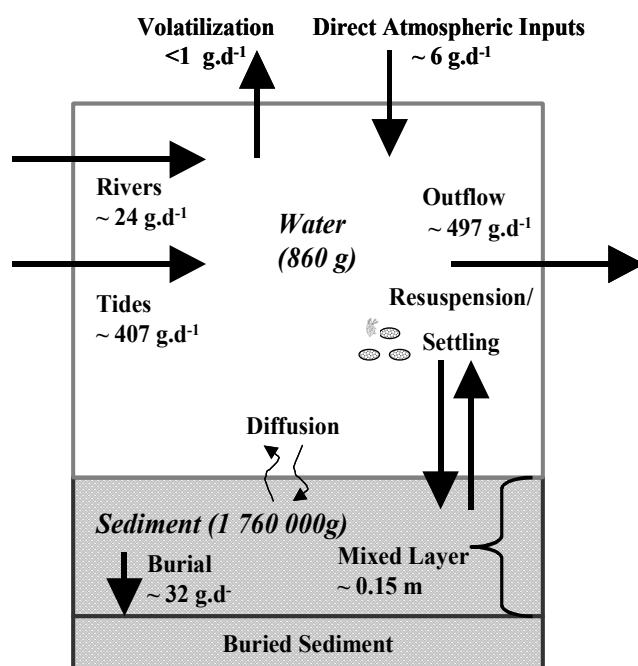 Volatilization
<1 g.d-1
Direct Atmospheric Inputs
~ 6 g.d-1
Rivers
~ 24 g.d-1
Water
(860 g)
Outflow
~ 497 g.d-1
Tides
~ 407 g.d-1
Resuspension/
Settling
Diffusion
Sediment (1 760 000g)
Burial
~ 32 g.d-
Mixed Layer
~ 0.15 m
Buried Sediment